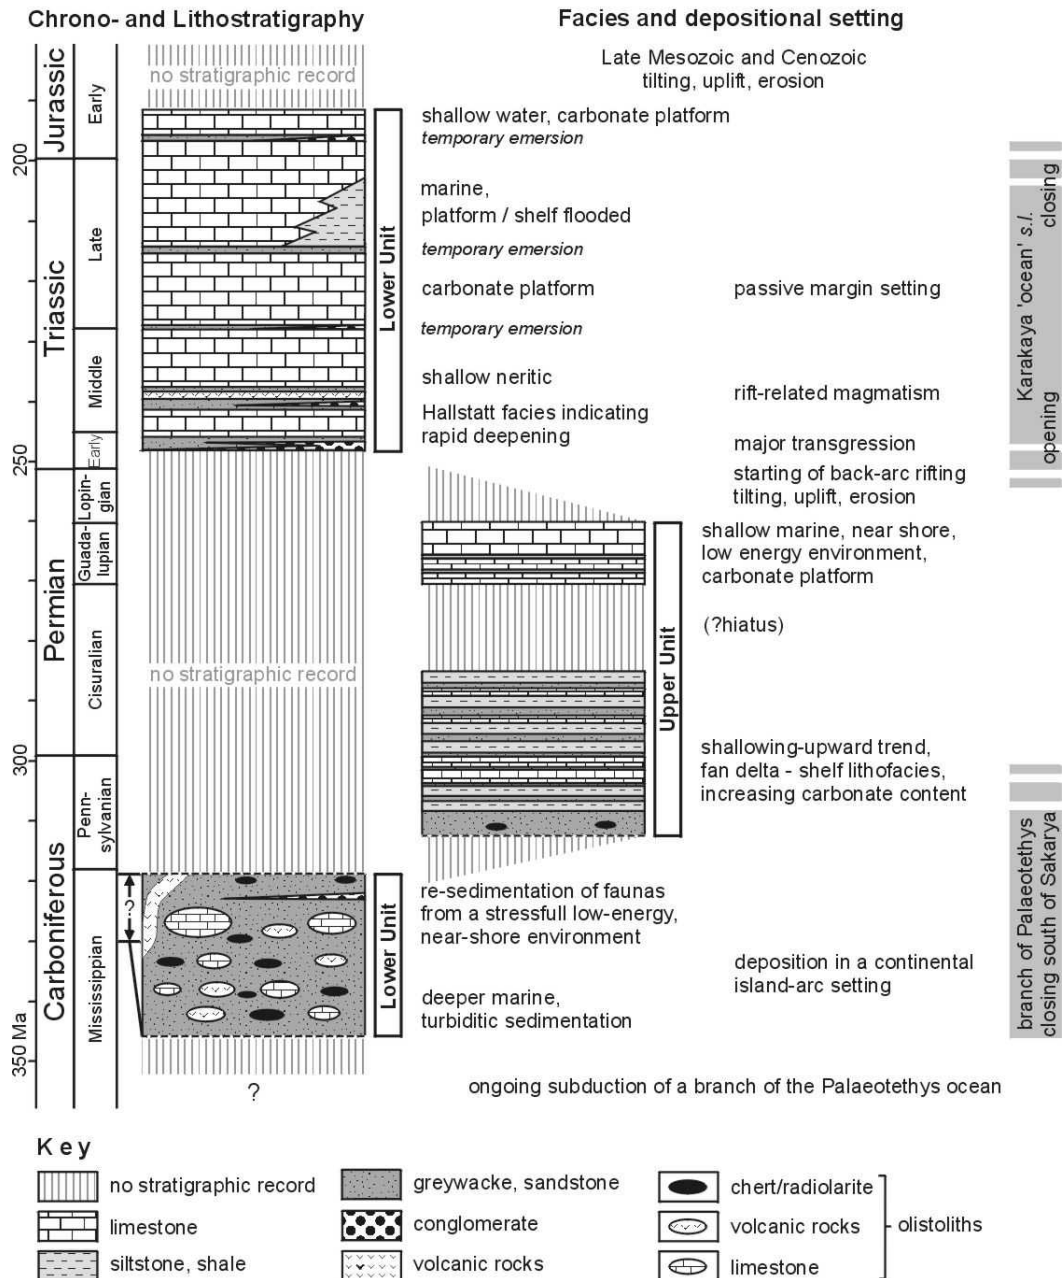 Chrono- and Lithostratigraphy
Facies and depositional setting
Jurassic
Early
no stratigraphic record
Late Mesozoic and Cenozoic
tilting, uplift, erosion
shallow water, carbonate platform
temporary emersion
200
Triassic
Late
marine,
platform / shelf flooded
temporary emersion
Lower Unit
carbonate platform
passive margin setting
temporary emersion
Middle
shallow neritic
rift-related magmatism
Hallstatt facies indicating
rapid deepening
Early
major transgression
Karakaya 'ocean' s.l.
opening
closing
250
Permian
Lopin-
gian
starting of back-arc rifting
tilting, uplift, erosion
Guada-
lupian
shallow marine, near shore,
low energy environment,
carbonate platform
(?hiatus)
Cisuralian
no stratigraphic record
Upper Unit
300
Carboniferous
Penn-
sylvanian
shallowing-upward trend,
fan delta - shelf lithofacies,
increasing carbonate content
Mississippian
?
Lower Unit
re-sedimentation of faunas
from a stressfull low-energy,
near-shore environment
deposition in a continental
island-arc setting
deeper marine,
turbiditic sedimentation
branch of Palaeotethys
closing south of Sakarya
350 Ma
?
ongoing subduction of a branch of the Palaeotethys ocean
Key
no stratigraphic record
limestone
siltstone, shale
greywacke, sandstone
conglomerate
volcanic rocks
chert/radiolarite
volcanic rocks
limestone
olistoliths